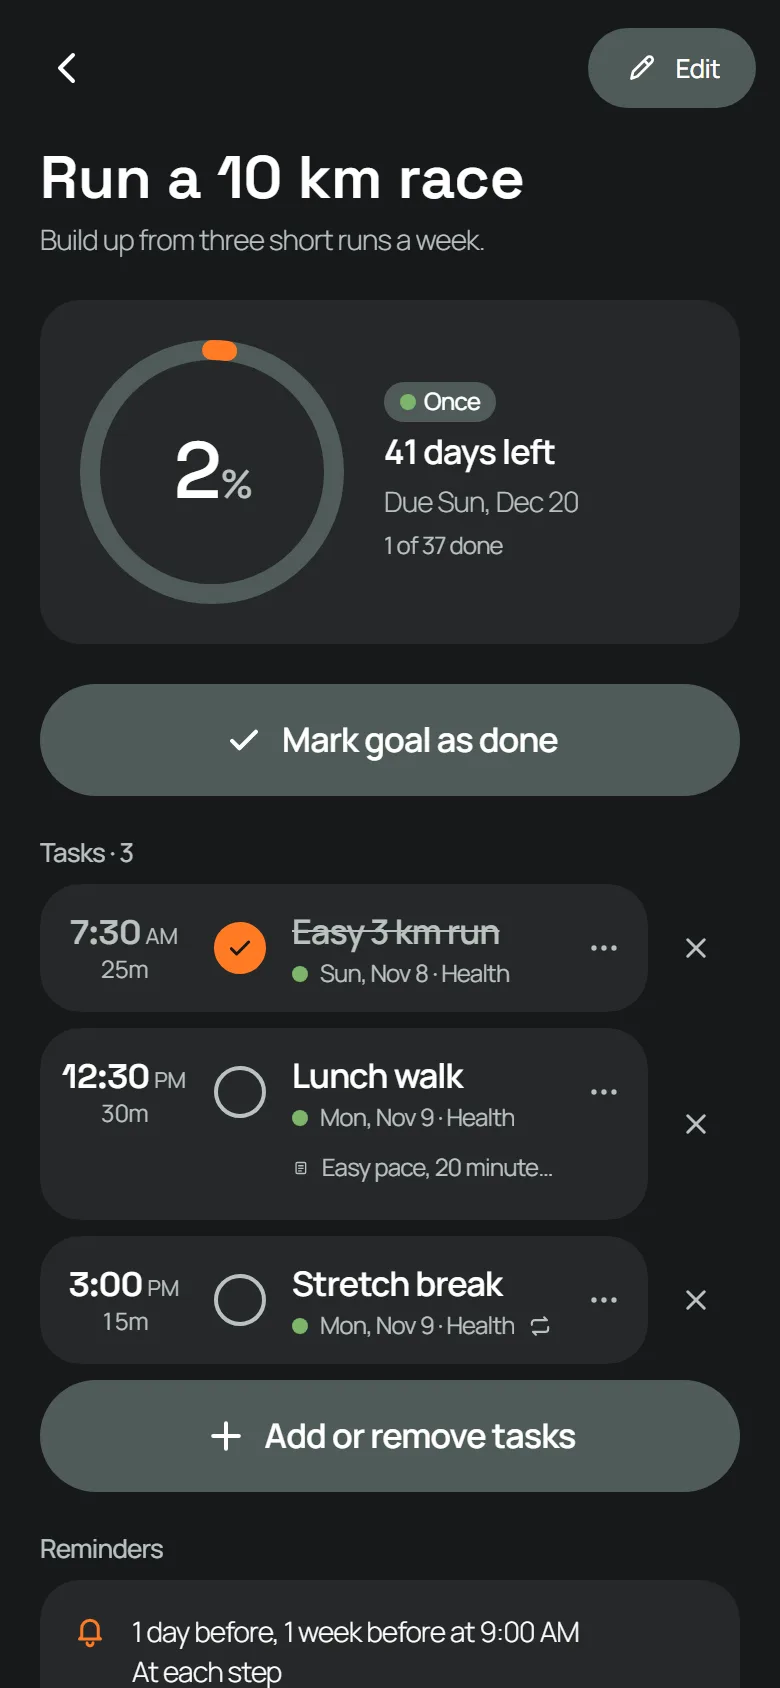 Edit
Run a 10 km race
Build up from three short runs a week.
2%
Once
41 days left
Due Sun, Dec 20
1 of 37 done
Mark goal as done
Tasks · 3
7:30 AM
25m
Easy 3 km run
Sun, Nov 8 · Health
12:30 PM
30m
Lunch walk
Mon, Nov 9 · Health
Easy pace, 20 minute...
3:00 PM
15m
Stretch break
Mon, Nov 9 · Health
Add or remove tasks
Reminders
1 day before, 1 week before at 9:00 AM
At each step